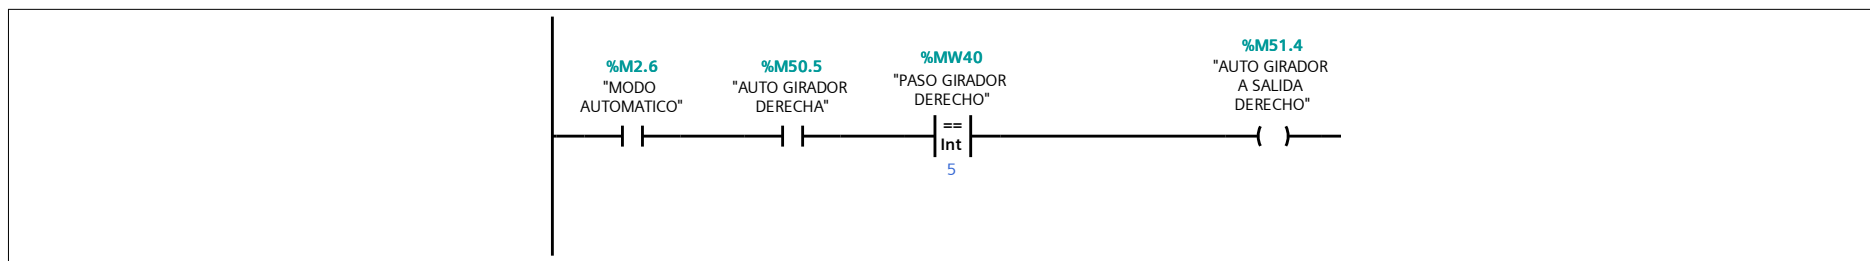 %M2.6
"MODO
AUTOMATICO"
%M50.5
"AUTO GIRADOR
DERECHA"
%MW40
"PASO GIRADOR
DERECHO"
==
Int
5
%M51.4
"AUTO GIRADOR
A SALIDA
DERECHO"